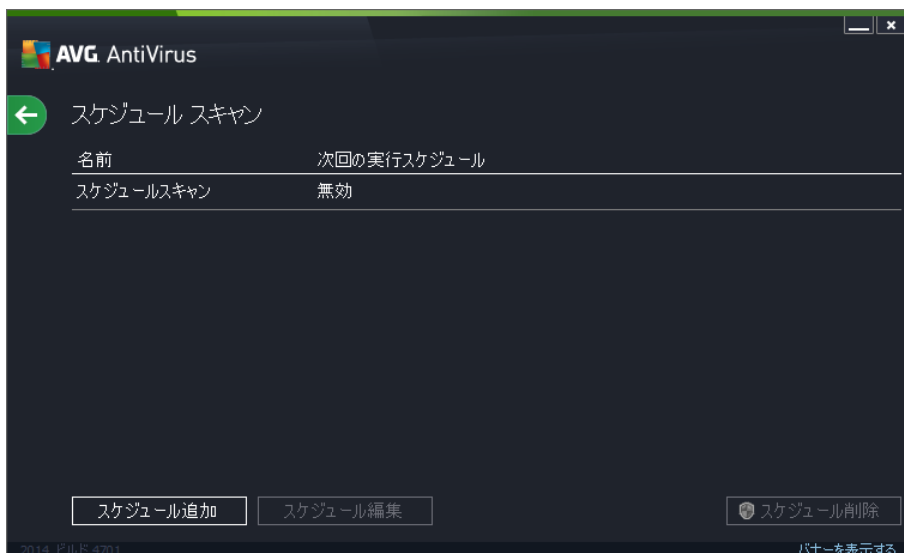 AVG AntiVirus
スケジュール スキャン
名前 次回の実行スケジュール
スケジュールスキャン 無効
スケジュール追加 スケジュール編集 スケジュール削除
2014 ビルド 4701 バナーを表示する